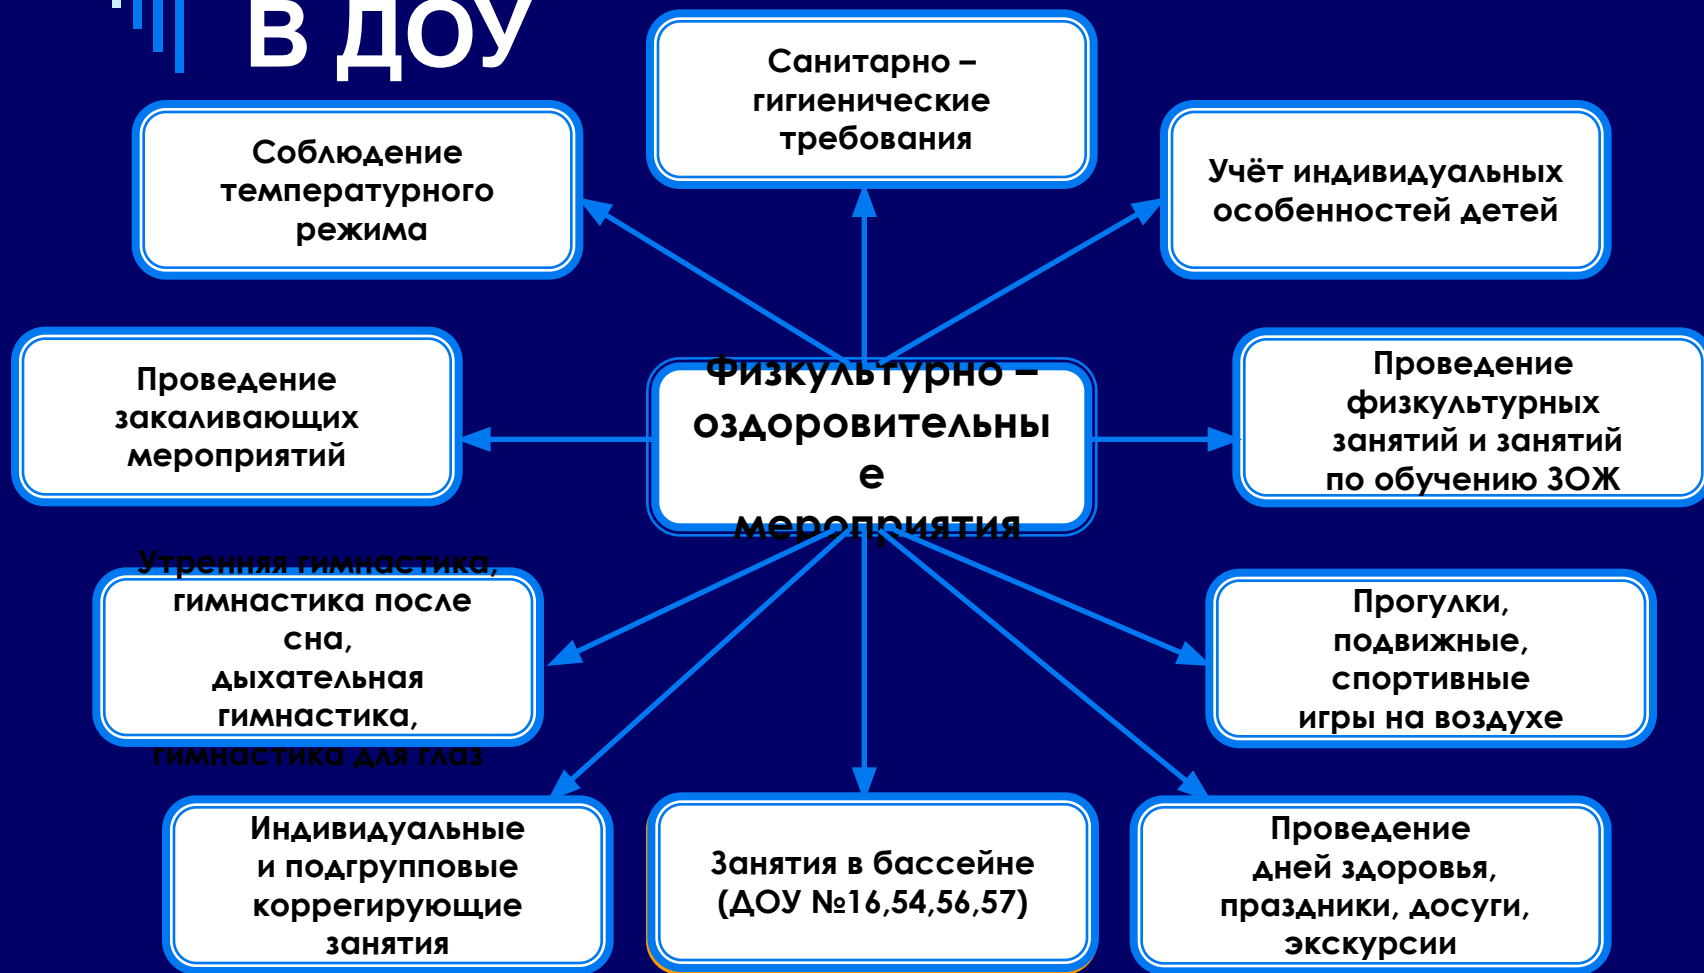 В ДОУ
Санитарно –
гигиенические
требования
Соблюдение
температурного
режима
Учёт индивидуальных
особенностей детей
Проведение
закаливающих
мероприятий
Физкультурно –
оздоровительны
е
мероприятия
Проведение
физкультурных
занятий и занятий
по обучению ЗОЖ
Утренняя гимнастика,
гимнастика после
сна,
дыхательная
гимнастика,
гимнастика для глаз
Прогулки,
подвижные,
спортивные
игры на воздухе
Индивидуальные
и подгрупповые
коррегирующие
занятия
Занятия в бассейне
(ДОУ №16,54,56,57)
Проведение
дней здоровья,
праздники, досуги,
экскурсии